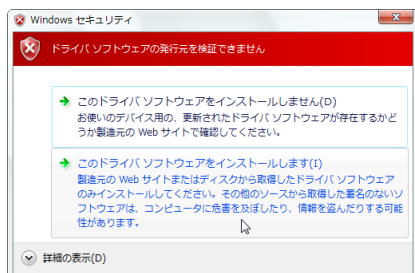 Windows セキュリティ
ドライバ ソフトウェアの発行元を検証できません
このドライバ ソフトウェアをインストールしません(D)
お使いのデバイス用の、更新されたドライバ ソフトウェアが存在するかど
うか製造元の Web サイトで確認してください。
このドライバ ソフトウェアをインストールします(I)
製造元の Web サイトまたはディスクから取得したドライバ ソフトウェア
のみインストールしてください。その他のソースから取得した署名のないソ
フトウェアは、コンピュータに危害を及ぼしたり、情報を盗んだりする可能
性があります。
詳細の表示(D)